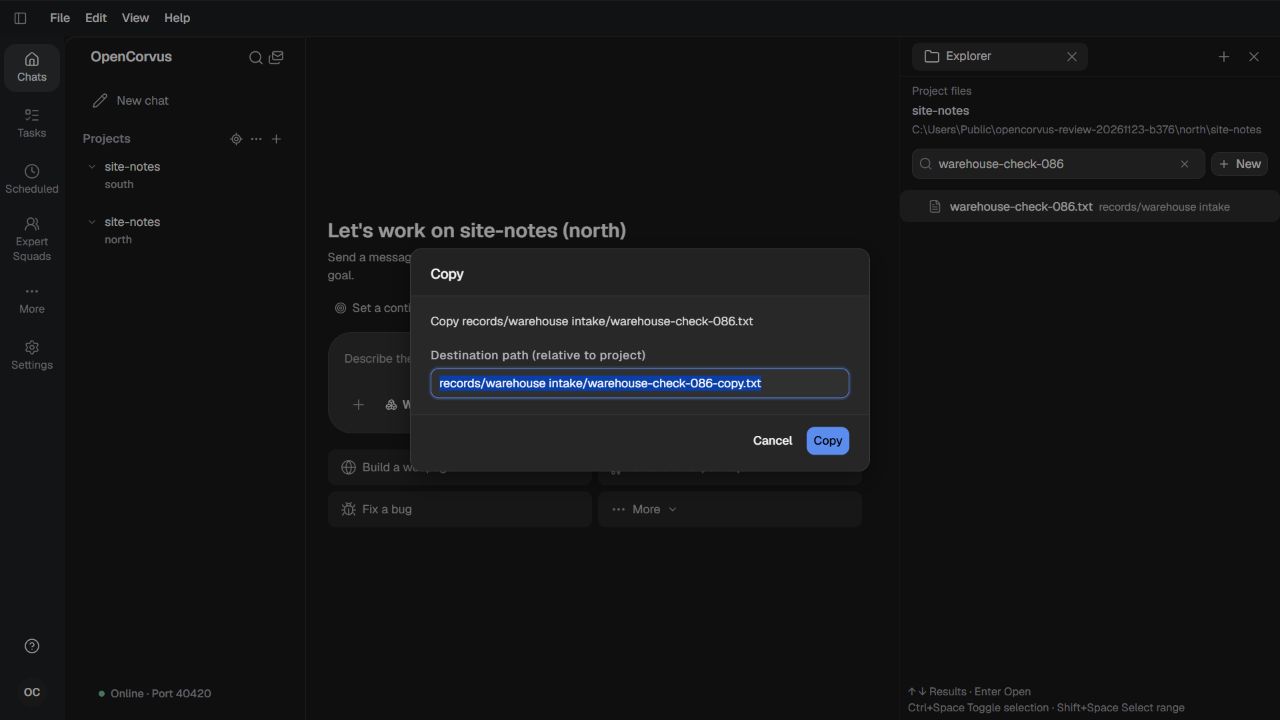 File Edit View Help
Chats
Tasks
Scheduled
Expert
Squads
More
Settings
OC
OpenCorvus
New chat
Projects
site-notes
south
site-notes
north
Online · Port 40420
Let's work on site-notes (north)
Send a messag
goal.
Set a conti
Describe the
W
Build a we
Fix a bug
More
Copy
Copy records/warehouse intake/warehouse-check-086.txt
Destination path (relative to project)
records/warehouse intake/warehouse-check-086-copy.txt
Cancel Copy
Explorer
Project files
site-notes
C:\Users\Public\opencorvus-review-20261123-b376\north\site-notes
warehouse-check-086
+ New
warehouse-check-086.txt records/warehouse intake
↑↓ Results · Enter Open
Ctrl+Space Toggle selection · Shift+Space Select range